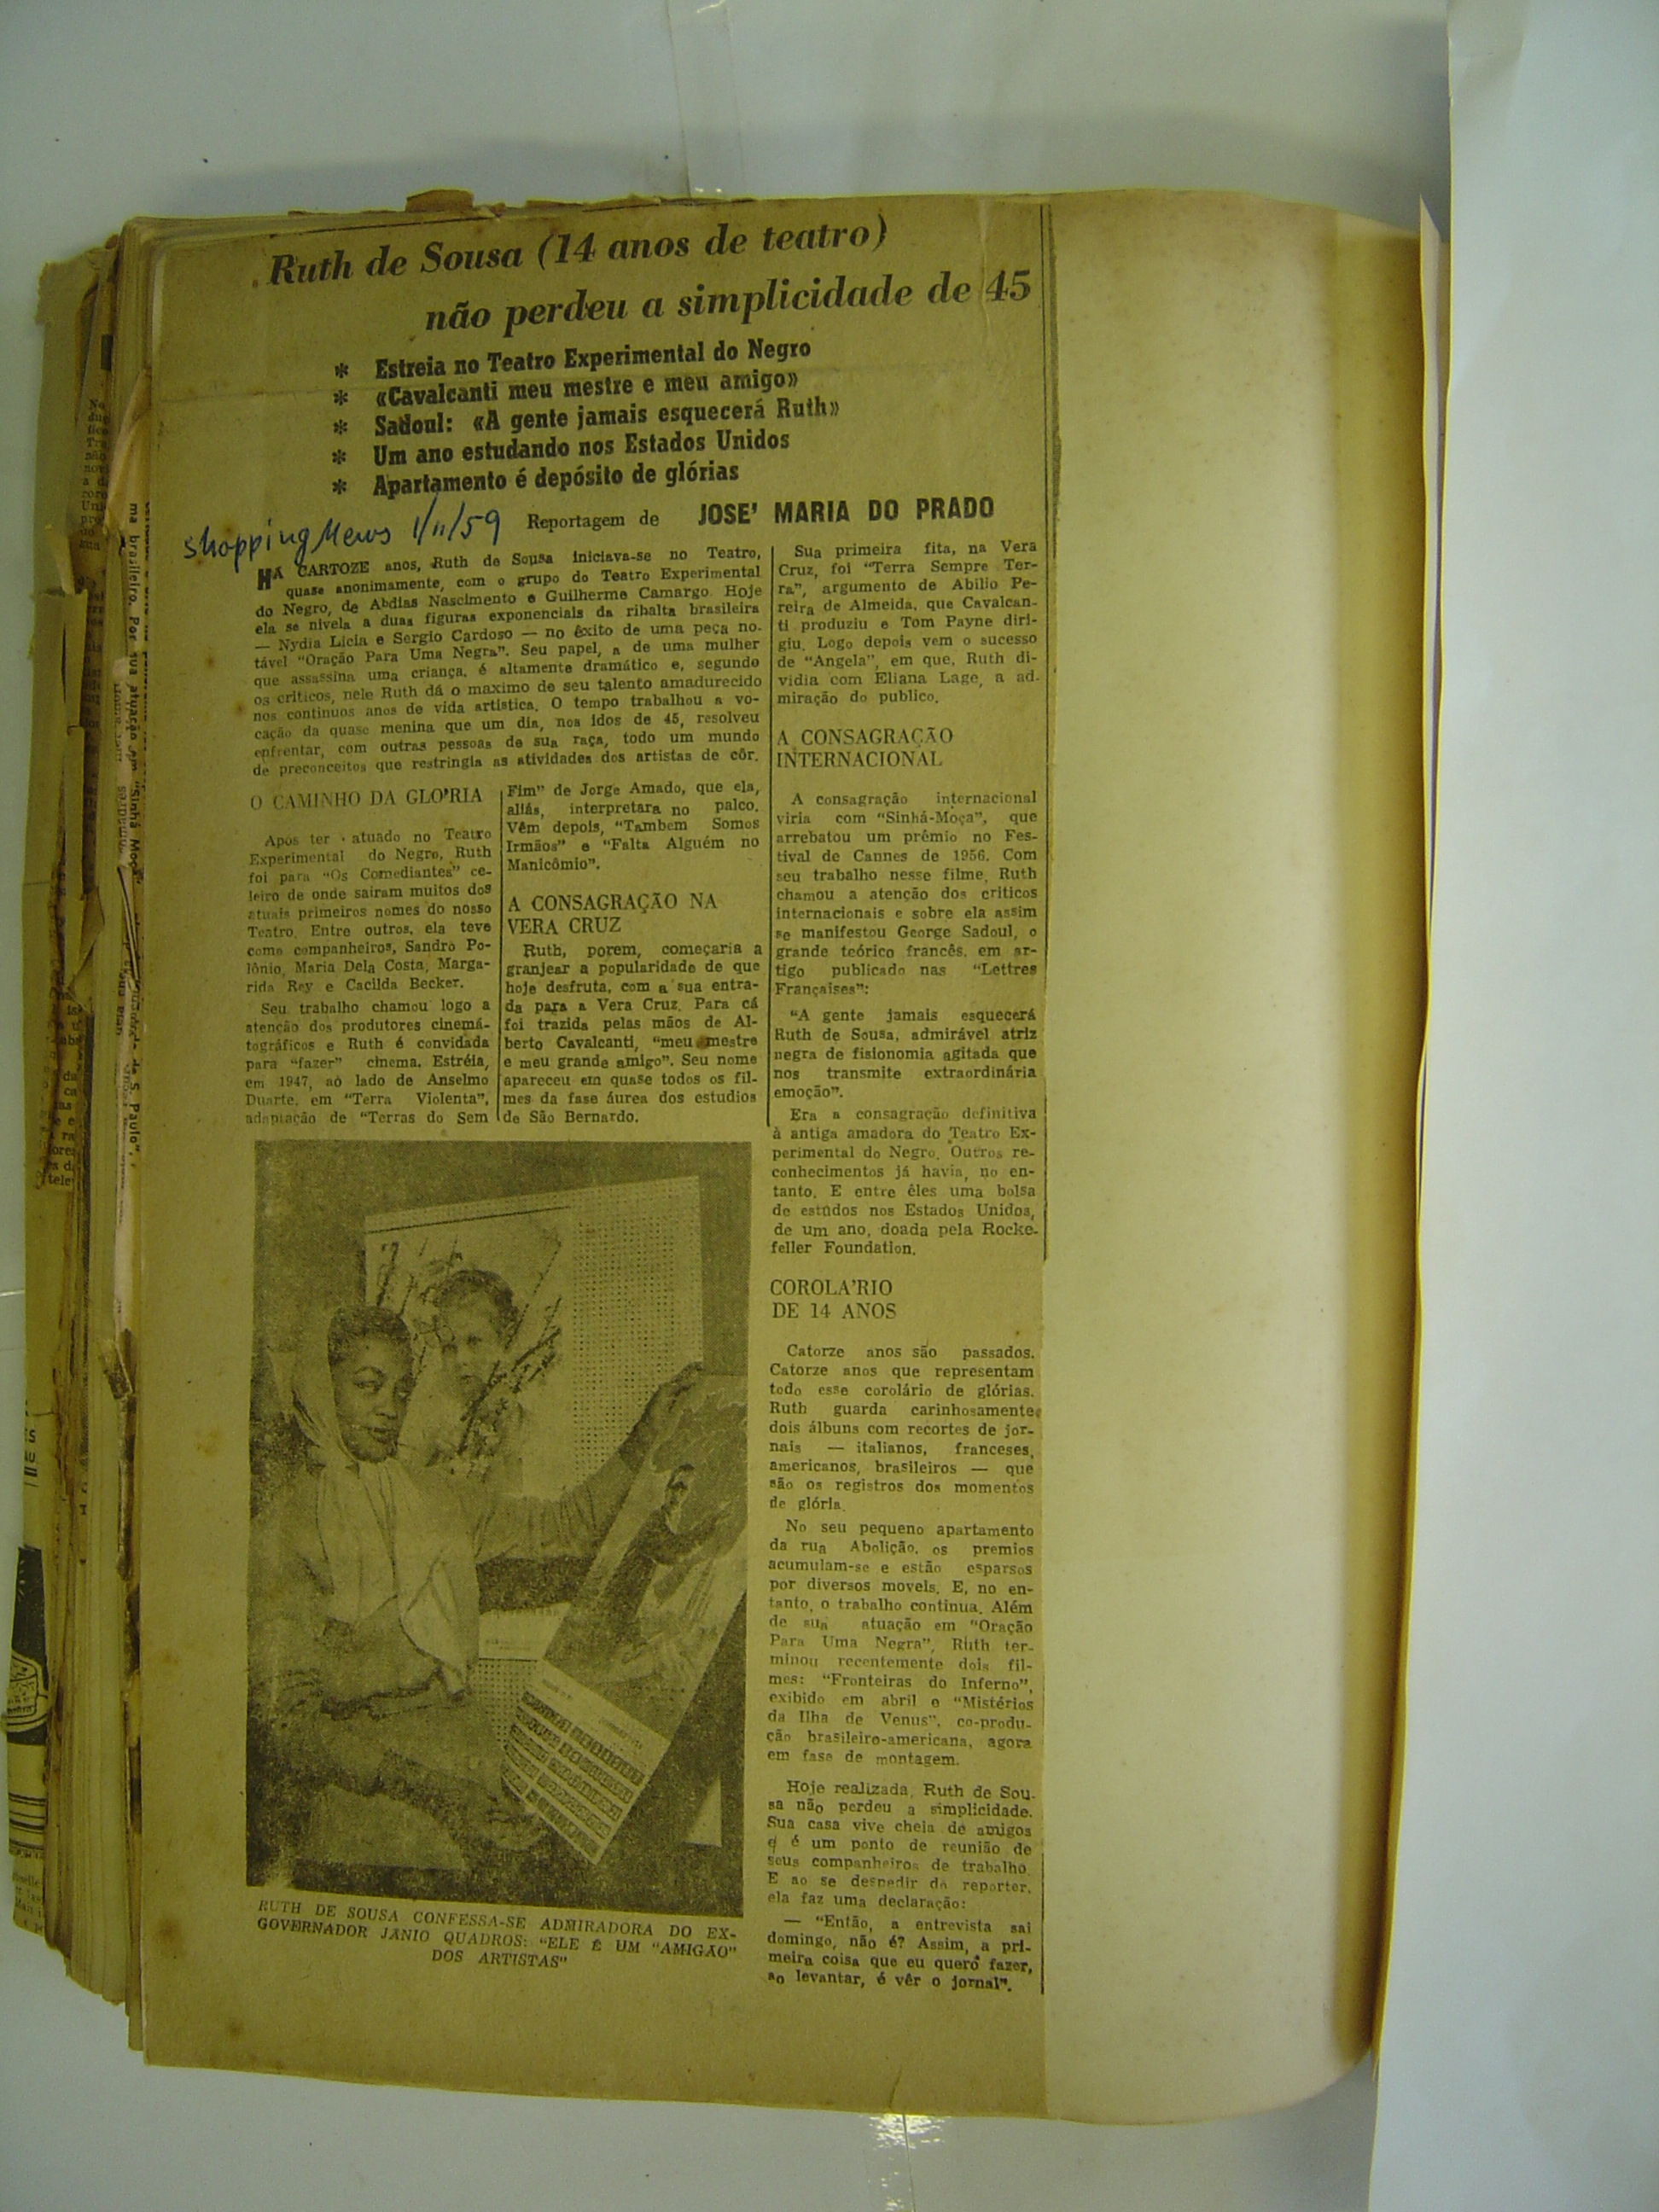 Ruth de Sousa (14 anos de teatro)
não perdeu a simplicidade de 45
* Estreia no Teatro Experimental do Negro
* «Cavalcanti meu mestre e meu amigo»
* Sadoul: «A gente jamais esquecerá Ruth»
* Um ano estudando nos Estados Unidos
* Apartamento é depósito de glórias
Shopping News 1/11/59
Reportagem de JOSE' MARIA DO PRADO
HÁ CARTOZE anos, Ruth de Sousa iniciava-se no Teatro,
quase anonimamente, com o grupo do Teatro Experimental
do Negro, de Abdias Nascimento e Guilherme Camargo. Hoje
ela se nivela a duas figuras exponenciais da ribalta brasileira
— Nydia Licia e Sergio Cardoso — no êxito de uma peça no-
tável "Oração Para Uma Negra". Seu papel, a de uma mulher
que assassina uma criança, é altamente dramático e, segundo
os criticos, nele Ruth dá o maximo de seu talento amadurecido
nos continuos anos de vida artistica. O tempo trabalhou a vo-
cação da quase menina que um dia, nos idos de 45, resolveu
enfrentar, com outras pessoas de sua raça, todo um mundo
de preconceitos que restringia as atividades dos artistas de côr.
O CAMINHO DA GLO'RIA
Apos ter atuado no Teatro
Experimental do Negro, Ruth
foi para "Os Comediantes" ce-
leiro de onde sairam muitos dos
atuais primeiros nomes do nosso
Teatro. Entre outros, ela teve
como companheiros, Sandro Po-
lônio, Maria Dela Costa, Marga-
rida Rey e Cacilda Becker.
Seu trabalho chamou logo a
atenção dos produtores cinemá-
tográficos e Ruth é convidada
para "fazer" cinema. Estréia,
em 1947, ao lado de Anselmo
Duarte, em "Terra Violenta",
adaptação de "Terras do Sem
Fim" de Jorge Amado, que ela,
aliás, interpretara no palco.
Vêm depois, "Tambem Somos
Irmãos" e "Falta Alguém no
Manicômio".
A CONSAGRAÇÃO NA
VERA CRUZ
Ruth, porem, começaria a
granjear a popularidade de que
hoje desfruta, com a sua entra-
da para a Vera Cruz. Para cá
foi trazida pelas mãos de Al-
berto Cavalcanti, "meu mestre
e meu grande amigo". Seu nome
apareceu em quase todos os fil-
mes da fase áurea dos estudios
de São Bernardo.
Sua primeira fita, na Vera
Cruz, foi "Terra Sempre Ter-
ra", argumento de Abilio Pe-
reira de Almeida, que Cavalcan-
ti produziu e Tom Payne diri-
giu. Logo depois vem o sucesso
de "Angela", em que, Ruth di-
vidia com Eliana Lage, a ad-
miração do publico.
A CONSAGRAÇÃO
INTERNACIONAL
A consagração internacional
viria com "Sinhá-Moça", que
arrebatou um prêmio no Fes-
tival de Cannes de 1956. Com
seu trabalho nesse filme, Ruth
chamou a atenção dos criticos
internacionais e sobre ela assim
se manifestou George Sadoul, o
grande teórico francês, em ar-
tigo publicado nas "Lettres
Françaises":
"A gente jamais esquecerá
Ruth de Sousa, admirável atriz
negra de fisionomia agitada que
nos transmite extraordinária
emoção".
Era a consagração definitiva
à antiga amadora do Teatro Ex-
perimental do Negro. Outros re-
conhecimentos já havia, no en-
tanto. E entre êles uma bolsa
de estúdos nos Estados Unidos,
de um ano, doada pela Rocke-
feller Foundation.
COROLA'RIO
DE 14 ANOS
Catorze anos são passados.
Catorze anos que representam
todo esse corolário de glórias.
Ruth guarda carinhosamente
dois álbuns com recortes de jor-
nais — italianos, franceses,
americanos, brasileiros — que
são os registros dos momentos
de glória.
No seu pequeno apartamento
da rua Abolição, os premios
acumulam-se e estão esparsos
por diversos moveis. E, no en-
tanto, o trabalho continua. Além
de sua atuação em "Oração
Para Uma Negra", Ruth ter-
minou recentemente dois fil-
mes: "Fronteiras do Inferno",
exibido em abril e "Mistérios
da Ilha de Venus", co-produ-
ção brasileiro-americana, agora
em fase de montagem.
Hoje realizada, Ruth de Sou-
sa não perdeu a simplicidade.
Sua casa vive cheia de amigos
e é um ponto de reunião de
seus companheiros de trabalho.
E ao se despedir do reporter,
ela faz uma declaração:
— "Então, a entrevista sai
domingo, não é? Assim, a pri-
meira coisa que eu quero fazer,
ao levantar, é vêr o jornal".
RUTH DE SOUSA CONFESSA-SE ADMIRADORA DO EX-
GOVERNADOR JANIO QUADROS: "ELE É UM "AMIGÃO"
DOS ARTISTAS"
ma brasileiro. Por sua atuação em "Sinhá Moça"
de S. Paulo",